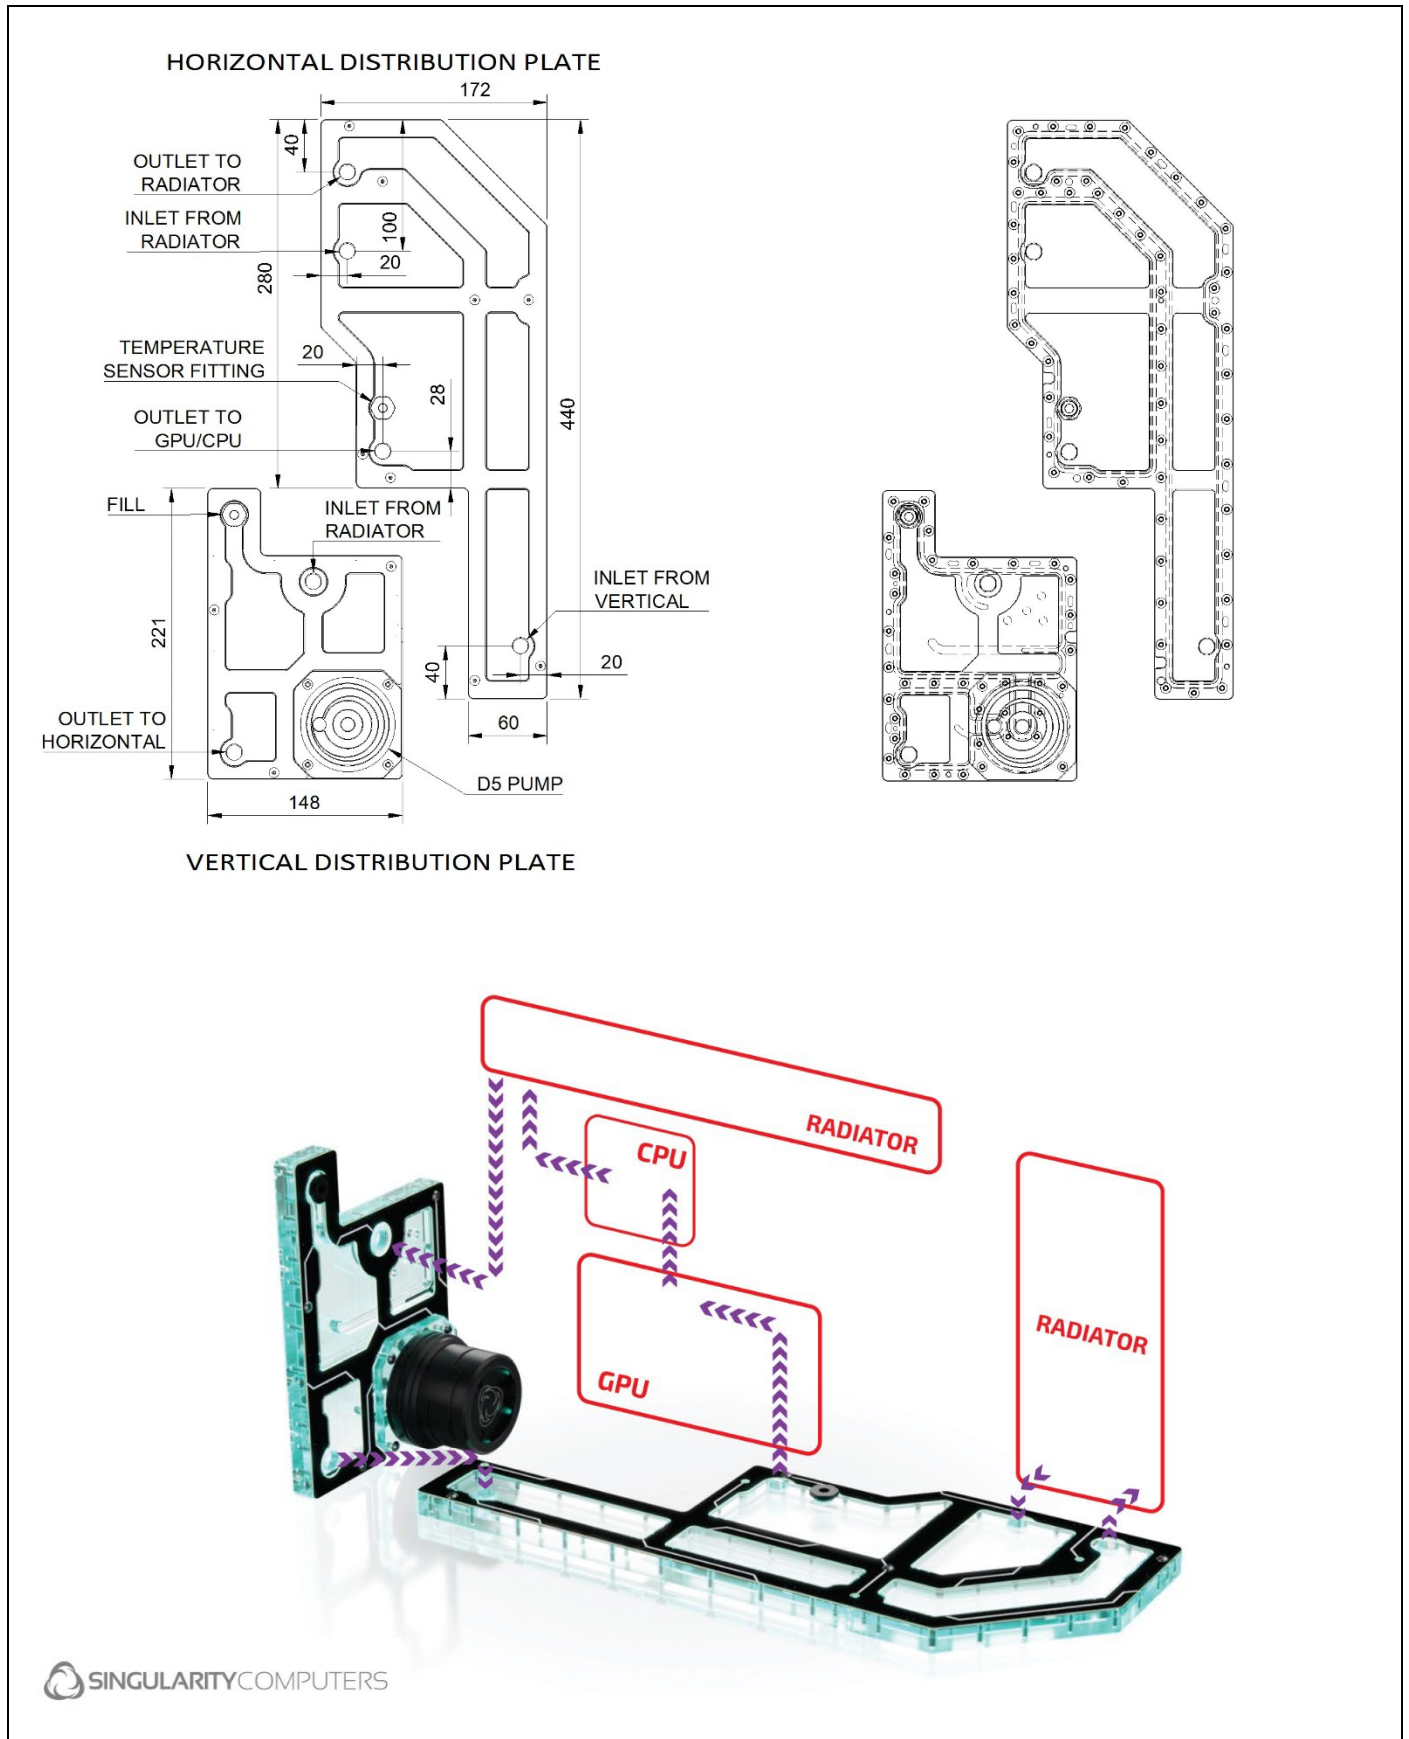 HORIZONTAL DISTRIBUTION PLATE
172
40
OUTLET TO
RADIATOR
INLET FROM
RADIATOR
100
20
280
TEMPERATURE
SENSOR FITTING
20
28
440
OUTLET TO
GPU/CPU
FILL
INLET FROM
RADIATOR
INLET FROM
VERTICAL
221
40
20
OUTLET TO
HORIZONTAL
60
D5 PUMP
148
VERTICAL DISTRIBUTION PLATE
RADIATOR
CPU
RADIATOR
GPU
SINGULARITYCOMPUTERS